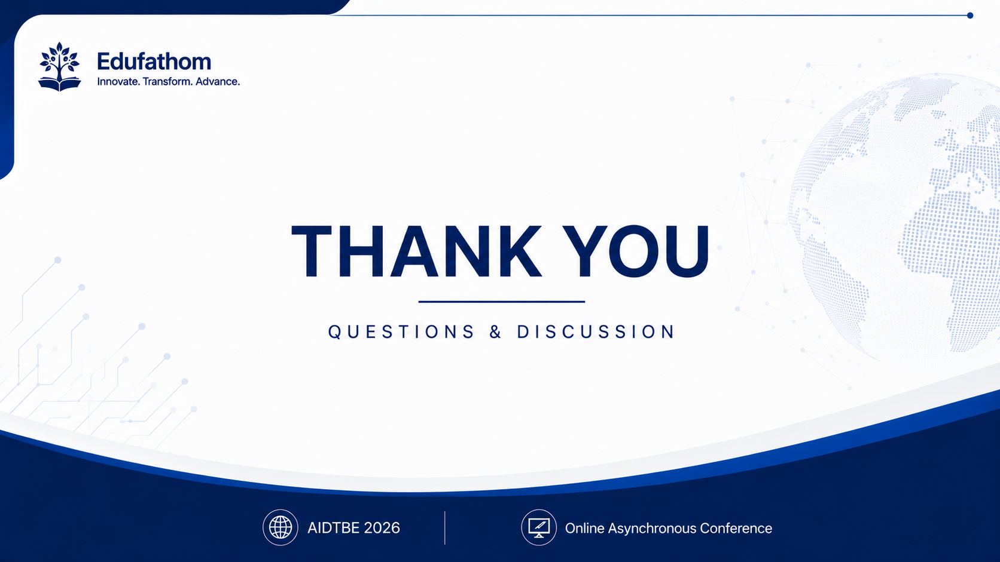 Edufathom
Innovate. Transform. Advance.
THANK YOU
QUESTIONS & DISCUSSION
AIDTBE 2026
Online Asynchronous Conference